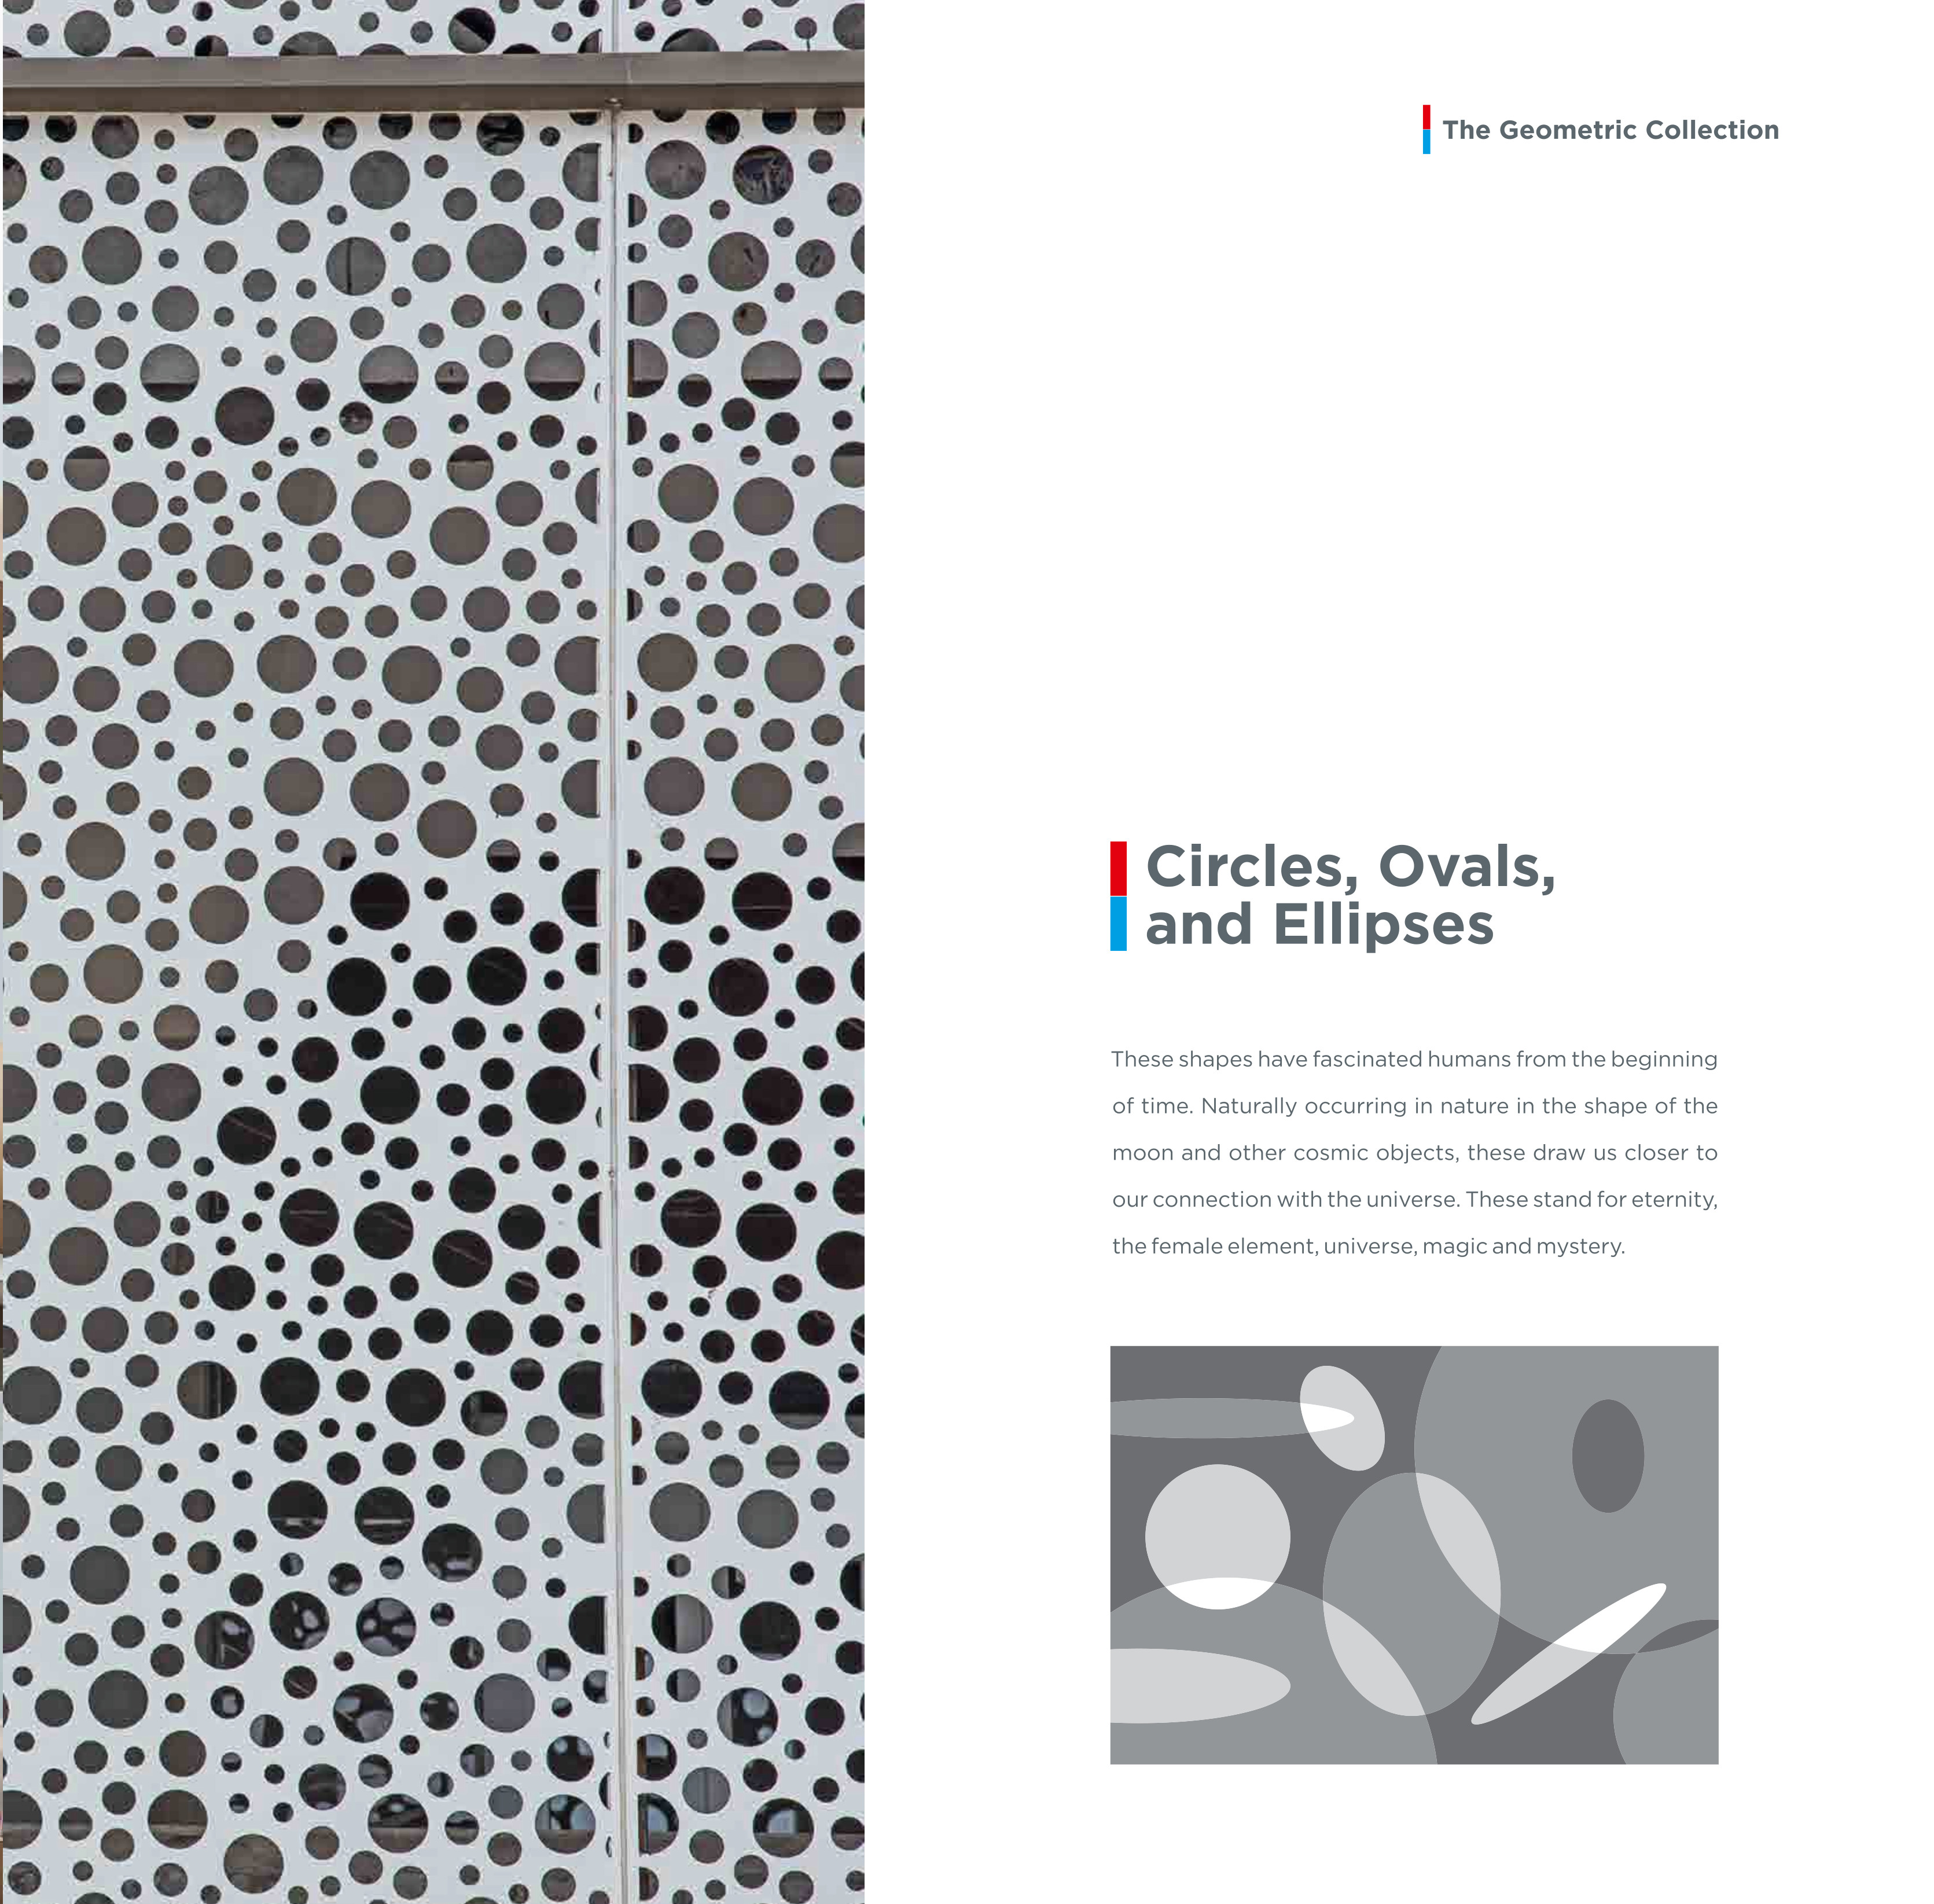 The Geometric Collection
Circles, Ovals,
and Ellipses
These shapes have fascinated humans from the beginning
of time. Naturally occurring in nature in the shape of the
moon and other cosmic objects, these draw us closer to
our connection with the universe. These stand for eternity,
the female element, universe, magic and mystery.